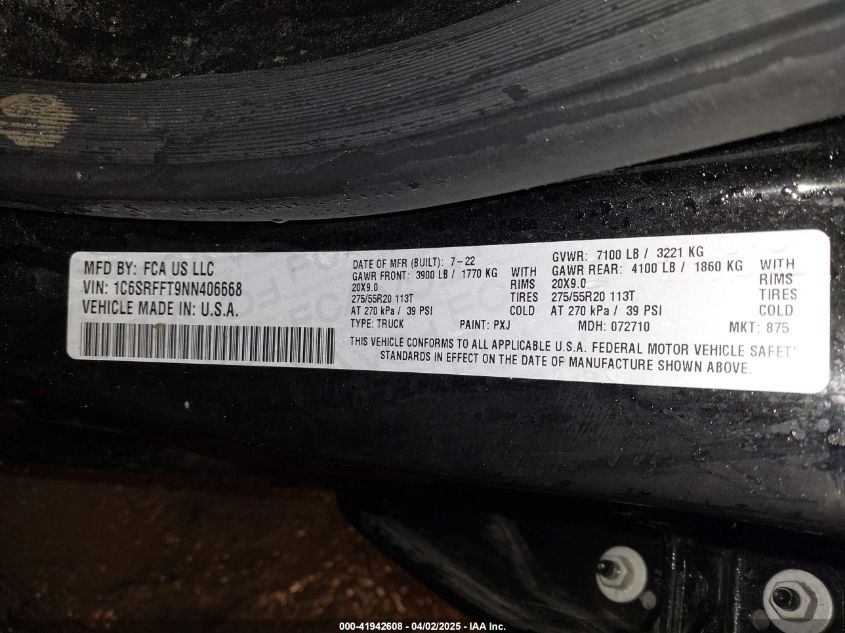 MFD BY: FCA US LLC
VIN: 1C6SRFFT9NN406668
VEHICLE MADE IN: U.S.A.
DATE OF MFR (BUILT): 7-22 GVWR: 7100 LB / 3221 KG
GAWR FRONT: 3900 LB / 1770 KG WITH GAWR REAR: 4100 LB / 1860 KG WITH
20X9.0 RIMS 20X9.0 RIMS
275/55R20 113T TIRES 275/55R20 113T TIRES
AT 270 kPa / 39 PSI COLD AT 270 kPa / 39 PSI COLD
TYPE: TRUCK PAINT: PXJ MDH: 072710 MKT: 875
THIS VEHICLE CONFORMS TO ALL APPLICABLE U.S.A. FEDERAL MOTOR VEHICLE SAFETY
STANDARDS IN EFFECT ON THE DATE OF MANUFACTURE SHOWN ABOVE.
000-41942608 - 04/02/2025 - IAA Inc.